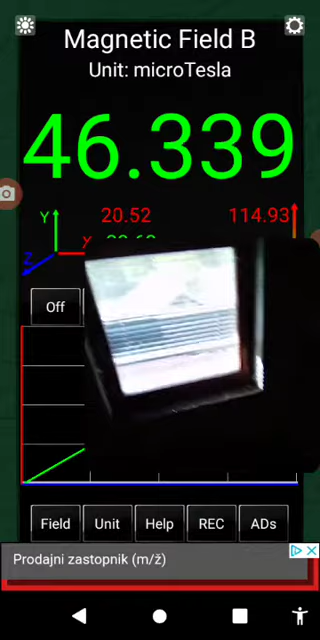 Magnetic Field B
Unit: microTesla
46.339
Y
20.52
114.93
X
Z
Off
Field
Unit
Help
REC
ADs
Prodajni zastopnik (m/ž)